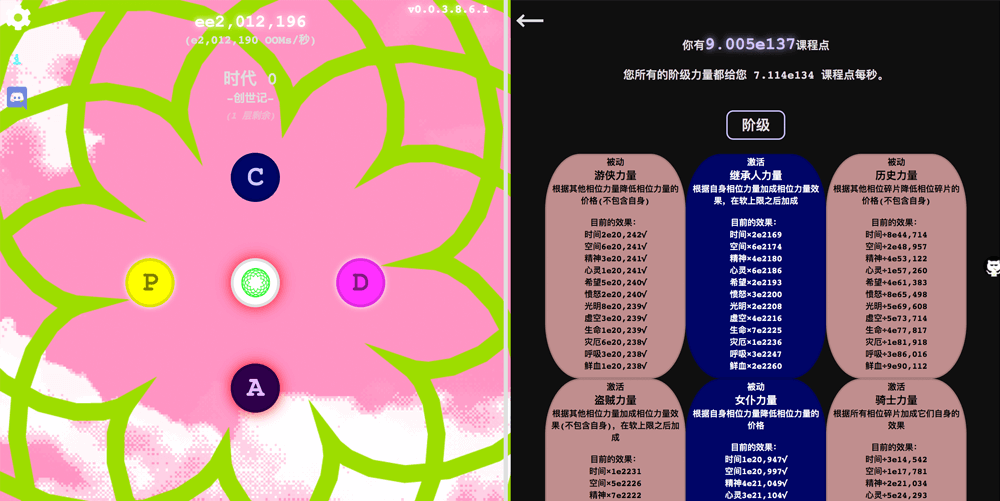 v0.0.3.8.6.1
ee2,012,196
(e2,012,190 OOMs/秒)
时代 0
-创世记-
(1 层剩余)
C
P
D
A
你有9.005e137课程点
您所有的阶级力量都给您 7.114e134 课程点每秒。
阶级
被动
游侠力量
根据其他相位力量降低相位力量的
价格(不包含自身)
目前的效果:
时间2e20,242√
空间6e20,241√
精神3e20,241√
心灵1e20,241√
希望5e20,240√
愤怒2e20,240√
光明8e20,239√
虚空3e20,239√
生命1e20,239√
灾厄6e20,238√
呼吸3e20,238√
鲜血1e20,238√
激活
继承人力量
根据自身相位力量加成相位力量效
果, 在软上限之后加成
目前的效果:
时间×2e2169
空间×6e2174
精神×4e2180
心灵×6e2186
希望×2e2193
愤怒×3e2200
光明×2e2208
虚空×4e2216
生命×7e2225
灾厄×1e2236
呼吸×3e2247
鲜血×2e2260
被动
历史力量
根据相位碎片降低相位碎片的
价格(不包含自身)
目前的效果:
时间÷8e44,714
空间÷2e48,957
精神÷4e53,122
心灵÷1e57,260
希望÷4e61,383
愤怒÷8e65,498
光明÷5e69,608
虚空÷5e73,714
生命÷4e77,817
灾厄÷1e81,918
呼吸÷3e86,016
鲜血÷9e90,112
激活
盗贼力量
根据其他相位力量加成相位力量效
果(不包含自身), 在软上限之后加
成
目前的效果:
时间×1e2231
空间×5e2226
精神×7e2222
被动
女仆力量
根据自身相位力量降低相位力量的
价格
目前的效果:
时间1e20,947√
空间1e20,997√
精神4e21,049√
心灵3e21,104√
激活
骑士力量
根据所有相位碎片加成它们自身的
效果
目前的效果:
时间÷3e14,542
空间÷1e17,781
精神÷2e21,034
心灵÷5e24,293